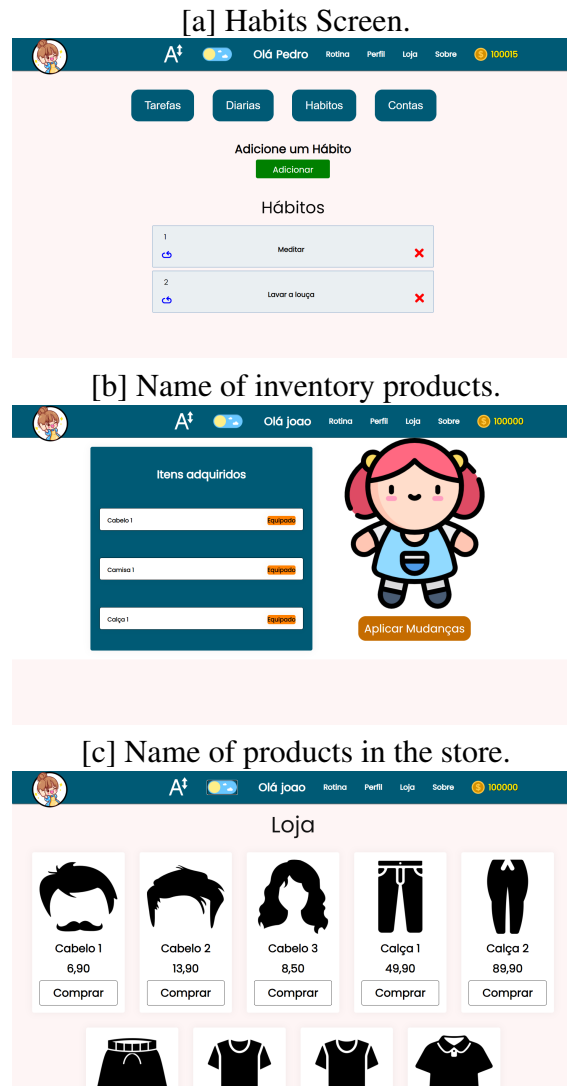 [a] Habits Screen.
A Olá Pedro Rotina Perfil Loja Sobre $ 100015
Tarefas Diarias Habitos Contas
Adicione um Hábito
Adicionar
Hábitos
1
Meditar
2
Lavar a louça
[b] Name of inventory products.
A Olá joao Rotina Perfil Loja Sobre $ 100000
Itens adquiridos
Cabelo 1 Equipado
Camisa 1 Equipado
Calça 1 Equipado
Aplicar Mudanças
[c] Name of products in the store.
A Olá joao Rotina Perfil Loja Sobre $ 100000
Loja
Cabelo 1 Cabelo 2 Cabelo 3 Calça 1 Calça 2
6,90 13,90 8,50 49,90 89,90
Comprar Comprar Comprar Comprar Comprar